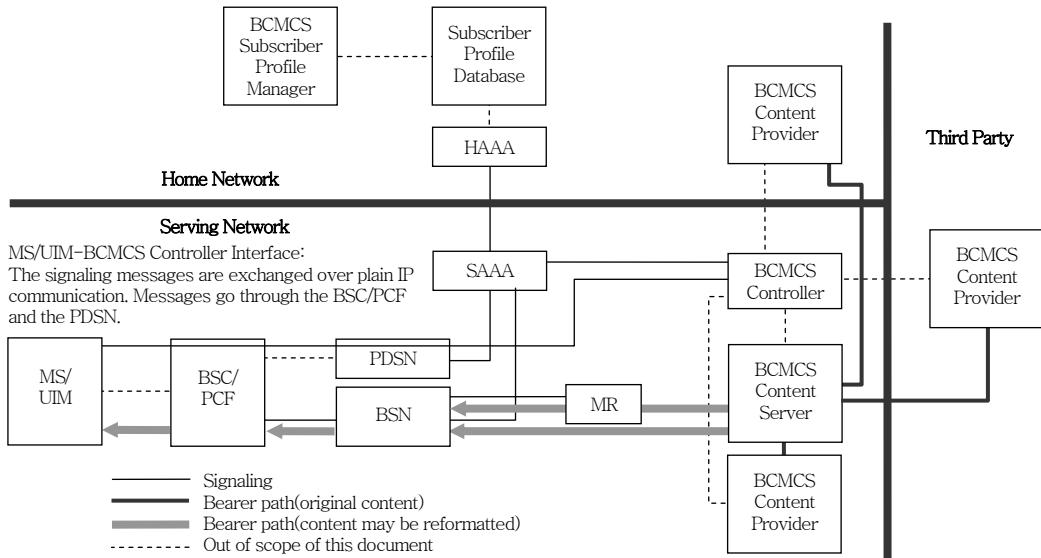 BCMCS
Subscriber
Profile
Manager
Subscriber
Profile
Database
HAAA
BCMCS
Content
Provider
Third Party
Home Network
Serving Network
MS/UIM-BCMCS Controller Interface:
The signaling messages are exchanged over plain IP
communication. Messages go through the BSC/PCF
and the PDSN.
SAAA
BCMCS
Controller
BCMCS
Content
Provider
MS/
UIM
BSC/
PCF
PDSN
BSN
MR
BCMCS
Content
Server
BCMCS
Content
Provider
Signaling
Bearer path(original content)
Bearer path(content may be reformatted)
Out of scope of this document